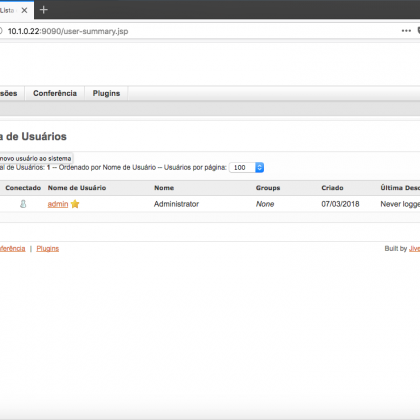 Lista
10.1.0.22:9090/user-summary.jsp
sões Conferência Plugins
a de Usuários
novo usuário ao sistema
al de Usuários: 1 -- Ordenado por Nome de Usuário -- Usuários por página: 100
Conectado Nome de Usuário Nome Groups Criado Última Desc
admin Administrator None 07/03/2018 Never logge
nferência | Plugins Built by Jive